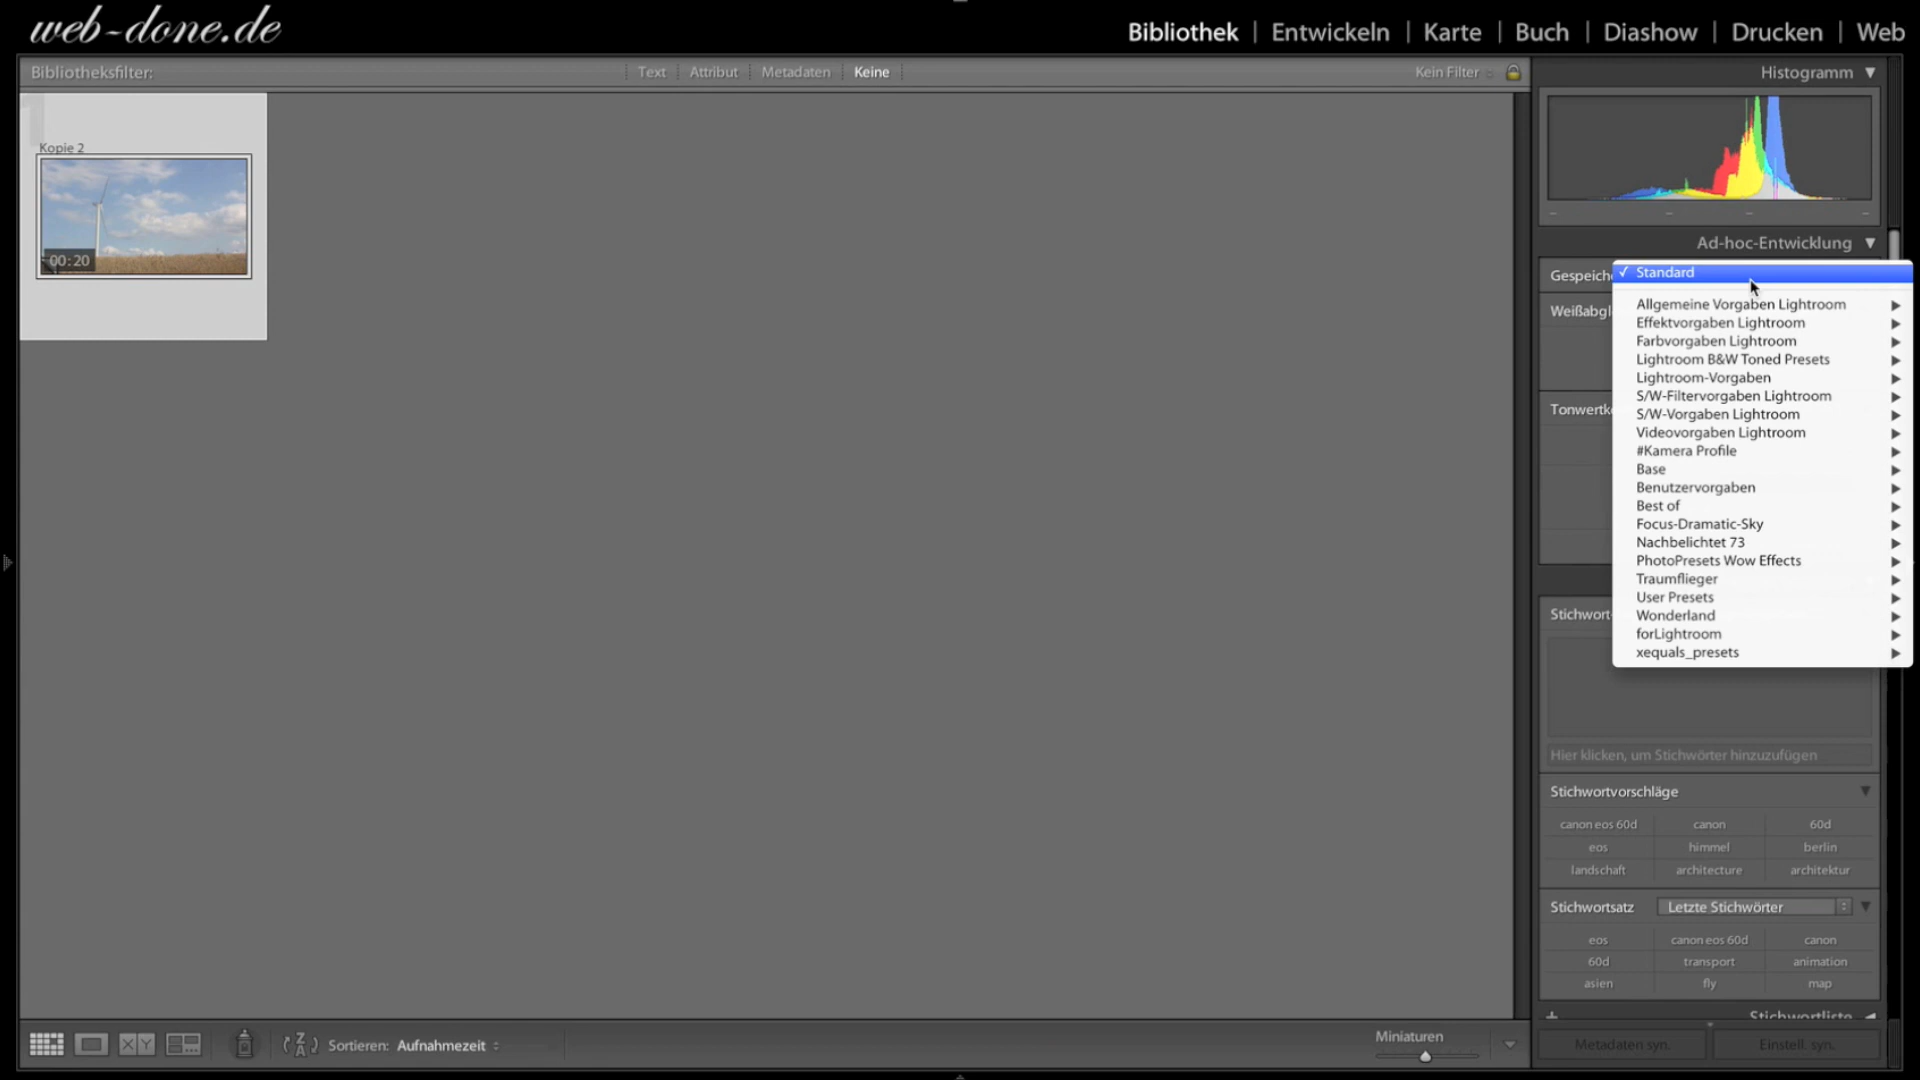 web-done.de
Bibliothek | Entwickeln | Karte | Buch | Diashow | Drucken | Web
Bibliotheksfilter: Text Attribut Metadaten Keine Kein Filter
Histogramm
Kopie 2
00:20
Ad-hoc-Entwicklung
Gespeiche
✓ Standard
Weißabgl
Allgemeine Vorgaben Lightroom
Effektvorgaben Lightroom
Farbvorgaben Lightroom
Lightroom B&W Toned Presets
Lightroom-Vorgaben
S/W-Filtervorgaben Lightroom
Tonwertk
S/W-Vorgaben Lightroom
Videovorgaben Lightroom
#Kamera Profile
Base
Benutzervorgaben
Best of
Focus-Dramatic-Sky
Nachbelichtet 73
PhotoPresets Wow Effects
Traumflieger
User Presets
Wonderland
forLightroom
xequals_presets
Stichwort
Hier klicken, um Stichwörter hinzuzufügen
Stichwortvorschläge
canon eos 60d canon 60d
eos himmel berlin
landschaft architecture architektur
Stichwortsatz Letzte Stichwörter
eos canon eos 60d canon
60d transport animation
asien fly map
Stichwortliste
XY Sortieren: Aufnahmezeit Miniaturen
Metadaten syn. Einstell. syn.